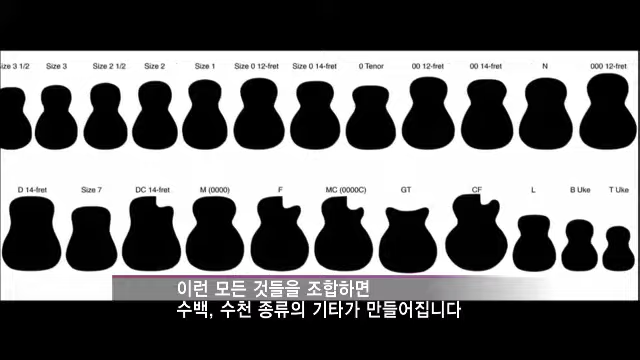 ize 3 1/2 Size 3 Size 2 1/2 Size 2 Size 1 Size 0 12-fret Size 0 14-fret 0 Tenor 00 12-fret 00 14-fret N 000 12-fret
D 14-fret Size 7 DC 14-fret M (0000) F MC (0000C) GT CF L B Uke T Uke
이런 모든 것들을 조합하면
수백, 수천 종류의 기타가 만들어집니다